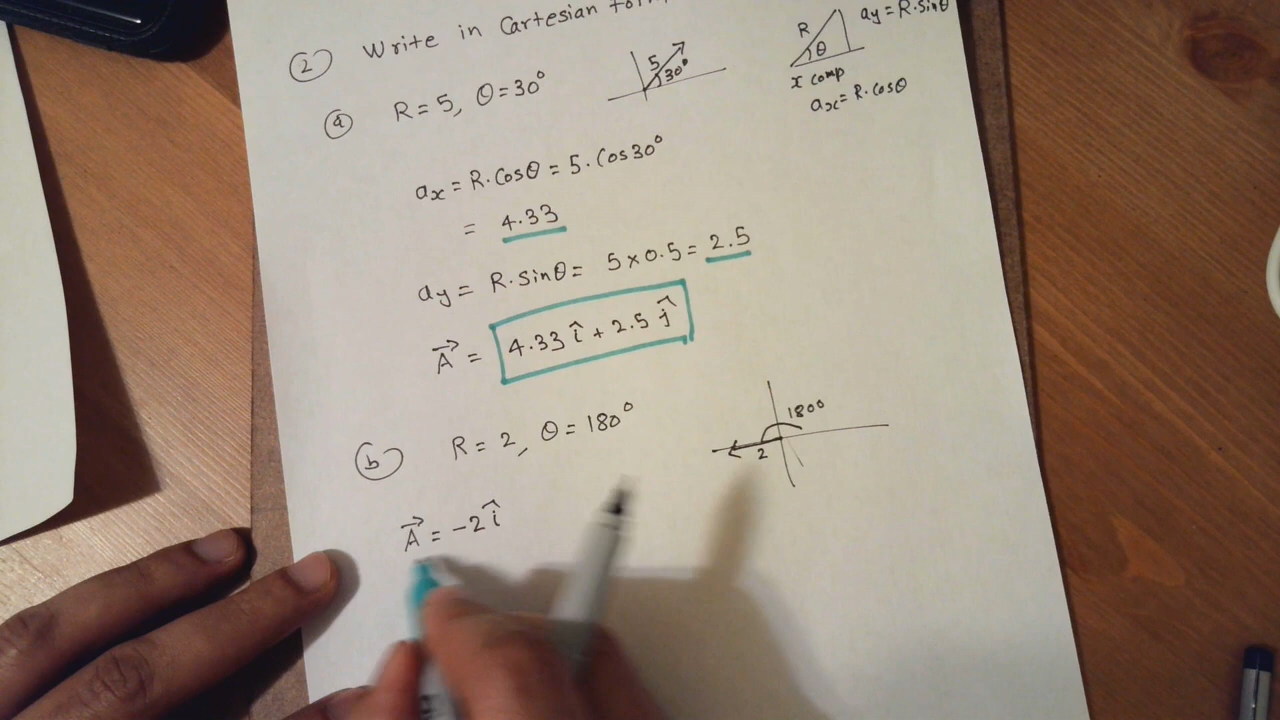 ② Write in Cartesian form,
R
θ
ay = R·sinθ
x comp
ax = R·cosθ
ⓐ R = 5, θ = 30°
5
30°
ax = R·Cosθ = 5·Cos30°
= 4.33
ay = R·sinθ = 5 × 0.5 = 2.5
A⃗ = 4.33 î + 2.5 ĵ
ⓑ R = 2, θ = 180°
180°
2
A⃗ = -2 î